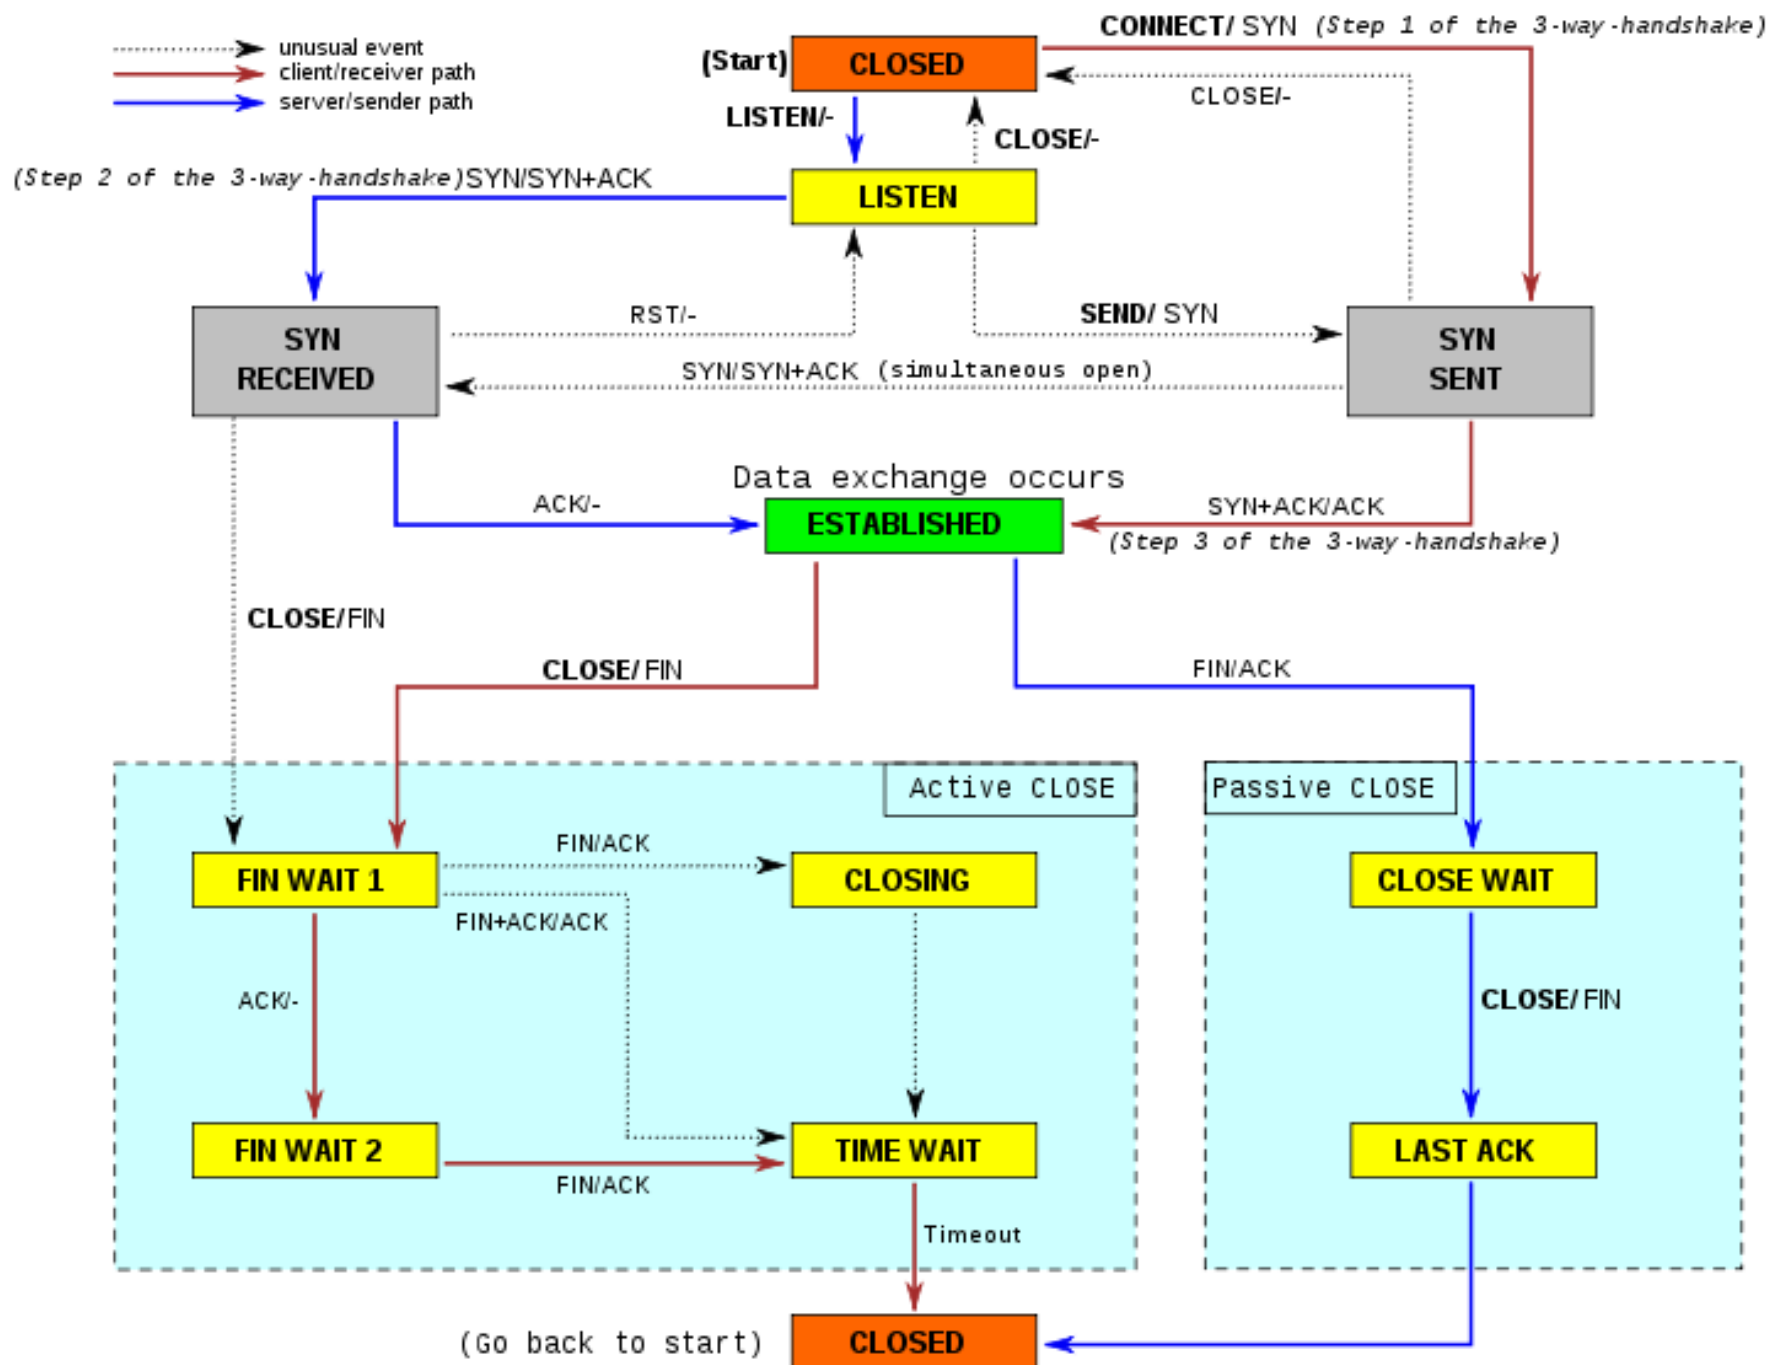 CONNECT/ SYN (Step 1 of the 3-way-handshake)
unusual event
client/receiver path
server/sender path
(Start)
CLOSED
CLOSE/-
LISTEN/-
CLOSE/-
(Step 2 of the 3-way-handshake)SYN/SYN+ACK
LISTEN
RST/-
SEND/ SYN
SYN
RECEIVED
SYN
SENT
SYN/SYN+ACK (simultaneous open)
Data exchange occurs
ACK/-
ESTABLISHED
SYN+ACK/ACK
(Step 3 of the 3-way-handshake)
CLOSE/FIN
CLOSE/ FIN
FIN/ACK
Active CLOSE
Passive CLOSE
FIN/ACK
FIN WAIT 1
CLOSING
CLOSE WAIT
FIN+ACK/ACK
ACK/-
CLOSE/ FIN
FIN WAIT 2
TIME WAIT
LAST ACK
FIN/ACK
Timeout
(Go back to start)
CLOSED